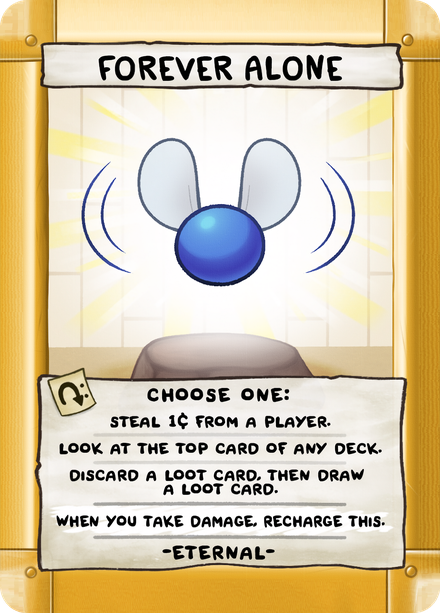 FOREVER ALONE
CHOOSE ONE:
STEAL 1¢ FROM A PLAYER.
LOOK AT THE TOP CARD OF ANY DECK.
DISCARD A LOOT CARD, THEN DRAW
A LOOT CARD.
WHEN YOU TAKE DAMAGE, RECHARGE THIS.
-ETERNAL-